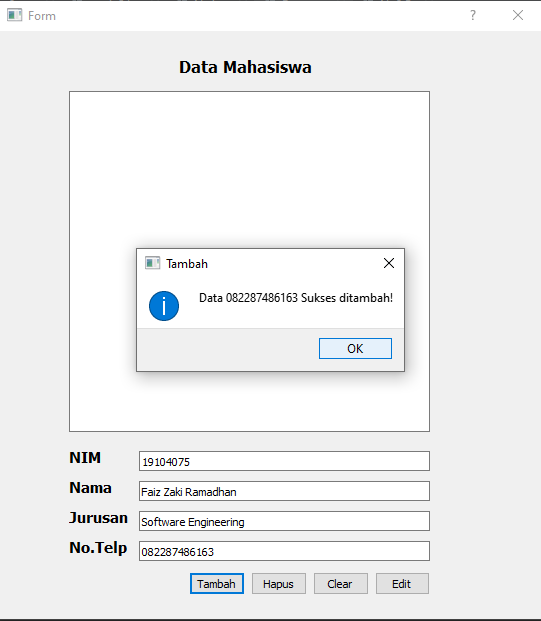 Form
Data Mahasiswa
Tambah
Data 082287486163 Sukses ditambah!
OK
NIM 19104075
Nama Faiz Zaki Ramadhan
Jurusan Software Engineering
No.Telp 082287486163
Tambah Hapus Clear Edit